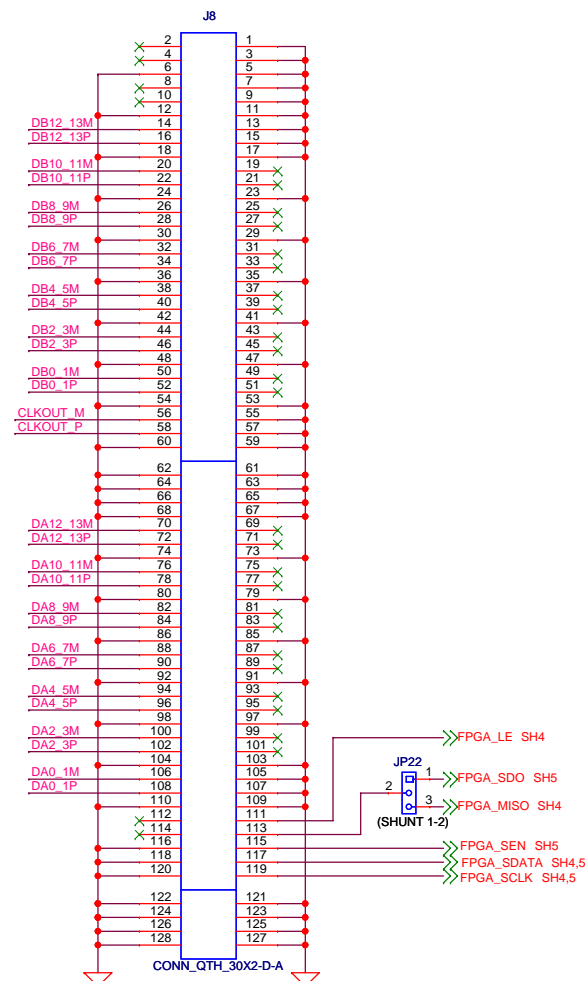 J8
2 1
4 3
6 5
8 7
10 9
12 11
DB12_13M 14 13
DB12_13P 16 15
18 17
DB10_11M 20 19
DB10_11P 22 21
24 23
DB8_9M 26 25
DB8_9P 28 27
30 29
DB6_7M 32 31
DB6_7P 34 33
36 35
DB4_5M 38 37
DB4_5P 40 39
42 41
DB2_3M 44 43
DB2_3P 46 45
48 47
DB0_1M 50 49
DB0_1P 52 51
54 53
CLKOUT_M 56 55
CLKOUT_P 58 57
60 59
62 61
64 63
66 65
68 67
DA12_13M 70 69
DA12_13P 72 71
74 73
DA10_11M 76 75
DA10_11P 78 77
80 79
DA8_9M 82 81
DA8_9P 84 83
86 85
DA6_7M 88 87
DA6_7P 90 89
92 91
DA4_5M 94 93
DA4_5P 96 95
98 97
DA2_3M 100 99
DA2_3P 102 101
FPGA_LE SH4
104 103
JP22
DA0_1M 106 105
1 FPGA_SDO SH5
DA0_1P 108 107
2
110 109
3 FPGA_MISO SH4
112 111
(SHUNT 1-2)
114 113
116 115 FPGA_SEN SH5
118 117 FPGA_SDATA SH4,5
120 119 FPGA_SCLK SH4,5
122 121
124 123
126 125
128 127
CONN_QTH_30X2-D-A